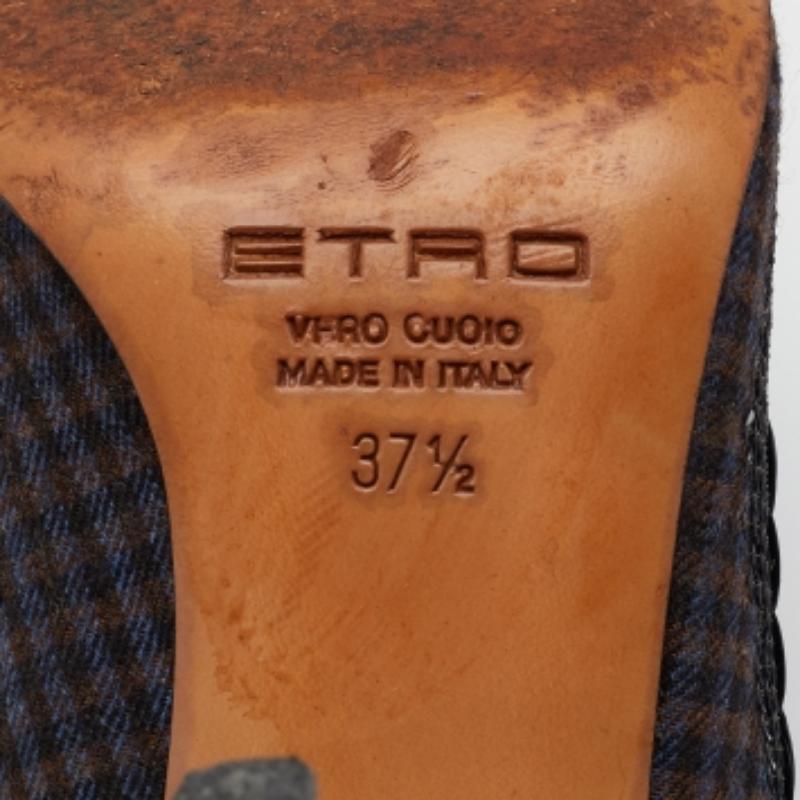 ETRO
VERO CUOIO
MADE IN ITALY
37½